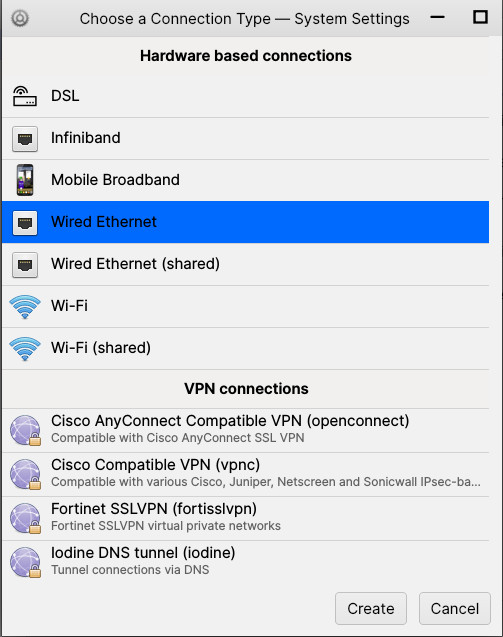 Choose a Connection Type — System Settings
Hardware based connections
DSL
Infiniband
Mobile Broadband
Wired Ethernet
Wired Ethernet (shared)
Wi-Fi
Wi-Fi (shared)
VPN connections
Cisco AnyConnect Compatible VPN (openconnect)
Compatible with Cisco AnyConnect SSL VPN
Cisco Compatible VPN (vpnc)
Compatible with various Cisco, Juniper, Netscreen and Sonicwall IPsec-ba...
Fortinet SSLVPN (fortisslvpn)
Fortinet SSLVPN virtual private networks
Iodine DNS tunnel (iodine)
Tunnel connections via DNS
Create Cancel